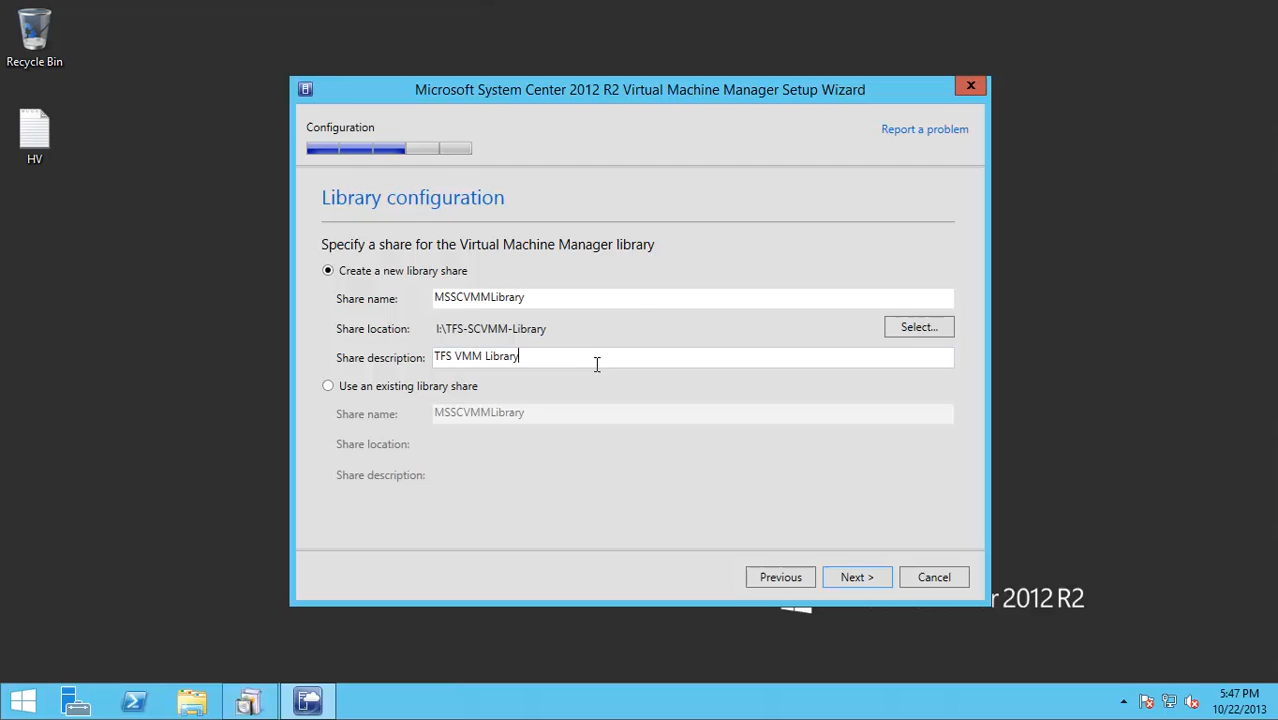 Recycle Bin
HV
Microsoft System Center 2012 R2 Virtual Machine Manager Setup Wizard
Configuration
Report a problem
Library configuration
Specify a share for the Virtual Machine Manager library
Create a new library share
Share name: MSSCVMMLibrary
Share location: I:\TFS-SCVMM-Library Select...
Share description: TFS VMM Library
Use an existing library share
Share name: MSSCVMMLibrary
Share location:
Share description:
Previous Next > Cancel
r 2012 R2
5:47 PM
10/22/2013